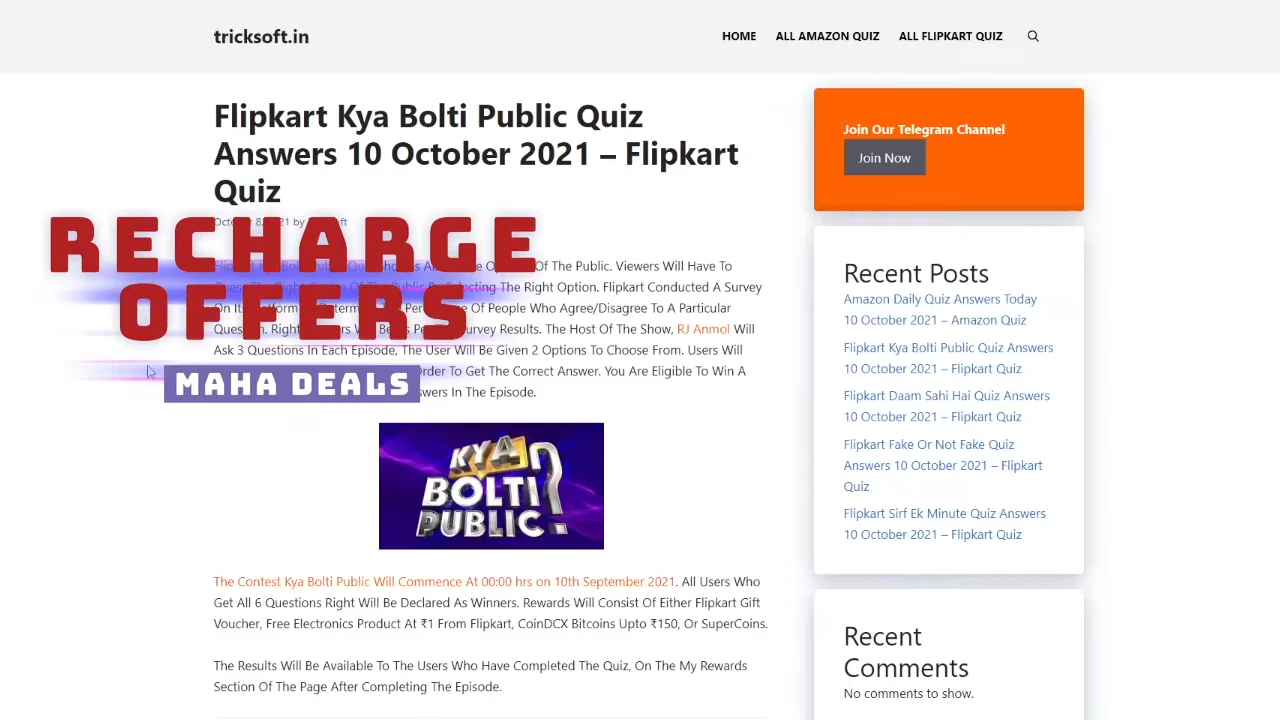 tricksoft.in
HOME
ALL AMAZON QUIZ
ALL FLIPKART QUIZ
Flipkart Kya Bolti Public Quiz
Answers 10 October 2021 – Flipkart
Quiz
RECHARGE
OFFERS
MAHA DEALS
Of The Public. Viewers Will Have To
The Right Option. Flipkart Conducted A Survey
Of People Who Agree/Disagree To A Particular
Survey Results. The Host Of The Show, RJ Anmol Will
Ask 3 Questions In Each Episode, The User Will Be Given 2 Options To Choose From. Users Will
Order To Get The Correct Answer. You Are Eligible To Win A
In The Episode.
KYA
BOLTI
PUBLIC?
The Contest Kya Bolti Public Will Commence At 00:00 hrs on 10th September 2021. All Users Who
Get All 6 Questions Right Will Be Declared As Winners. Rewards Will Consist Of Either Flipkart Gift
Voucher, Free Electronics Product At ₹1 From Flipkart, CoinDCX Bitcoins Upto ₹150, Or SuperCoins.
The Results Will Be Available To The Users Who Have Completed The Quiz, On The My Rewards
Section Of The Page After Completing The Episode.
Join Our Telegram Channel
Join Now
Recent Posts
Amazon Daily Quiz Answers Today
10 October 2021 – Amazon Quiz
Flipkart Kya Bolti Public Quiz Answers
10 October 2021 – Flipkart Quiz
Flipkart Daam Sahi Hai Quiz Answers
10 October 2021 – Flipkart Quiz
Flipkart Fake Or Not Fake Quiz
Answers 10 October 2021 – Flipkart
Quiz
Flipkart Sirf Ek Minute Quiz Answers
10 October 2021 – Flipkart Quiz
Recent
Comments
No comments to show.